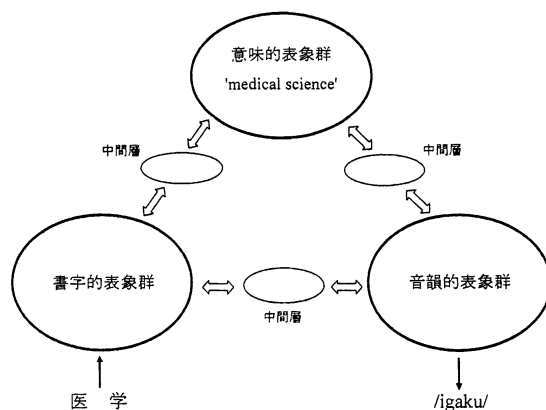 意味的表象群
'medical science'
中間層
中間層
書字的表象群
音韻的表象群
中間層
医 学
/igaku/